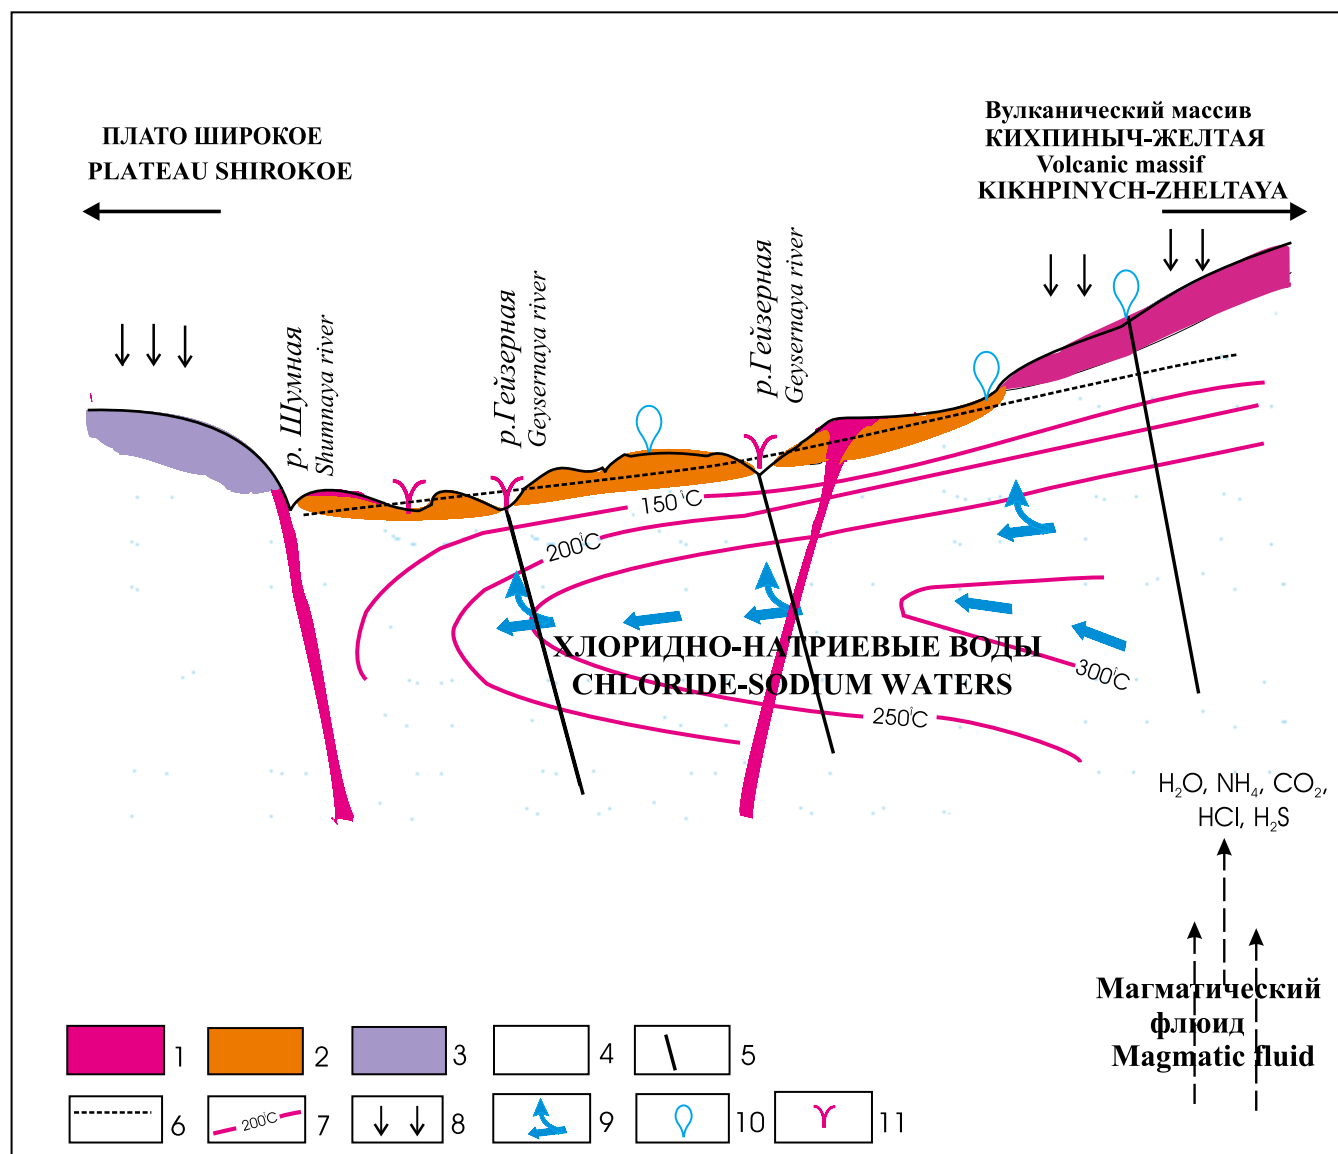 ПЛАТО ШИРОКОЕ
PLATEAU SHIROKOE
Вулканический массив
КИХПИНЫЧ-ЖЕЛТАЯ
Volcanic massif
KIKHPINYCH-ZHELTAYA
р. Шумная
Shumnaya river
р.Гейзерная
Geysernaya river
р.Гейзерная
Geysernaya river
150°C
200°C
ХЛОРИДНО-НАТРИЕВЫЕ ВОДЫ
CHLORIDE-SODIUM WATERS
300°C
250°C
H₂O, NH₄, CO₂,
HCl, H₂S
Магматический
флюид
Magmatic fluid
1 2 3 4 5
200°C
6 7 8 9 10 11